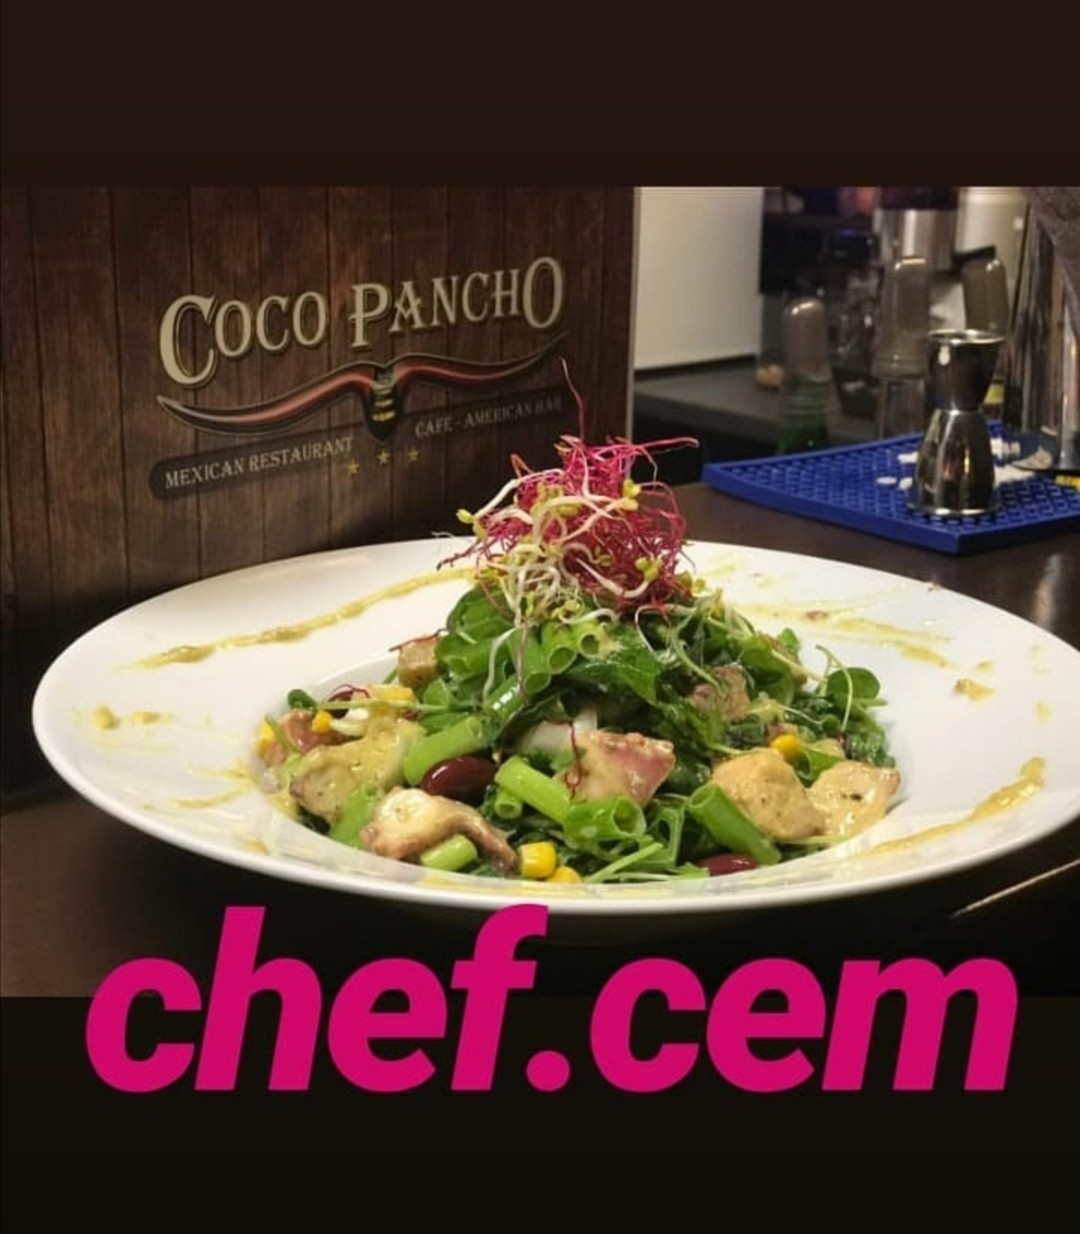 COCO PANCHO
MEXICAN RESTAURANT
CAFE - AMERICAN BAR
chef.cem